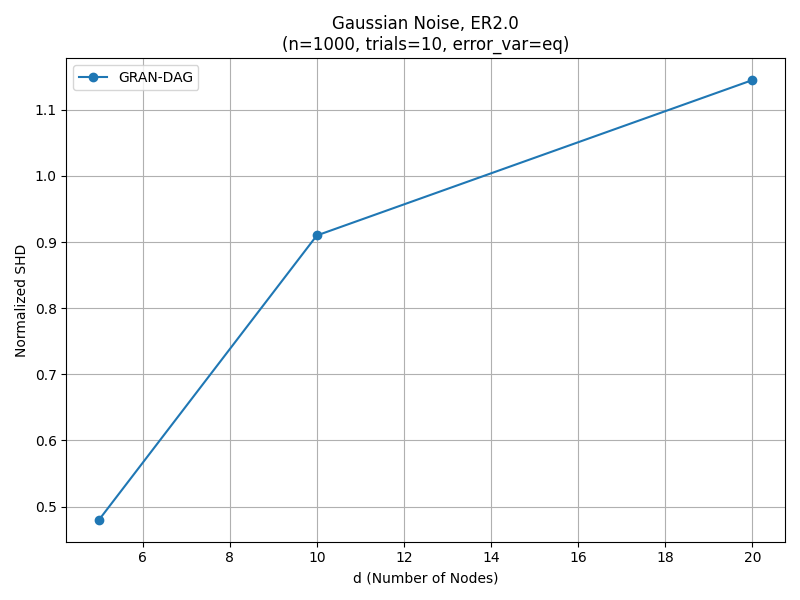 Gaussian Noise, ER2.0
(n=1000, trials=10, error_var=eq)
GRAN-DAG
Normalized SHD
1.1
1.0
0.9
0.8
0.7
0.6
0.5
6 8 10 12 14 16 18 20
d (Number of Nodes)